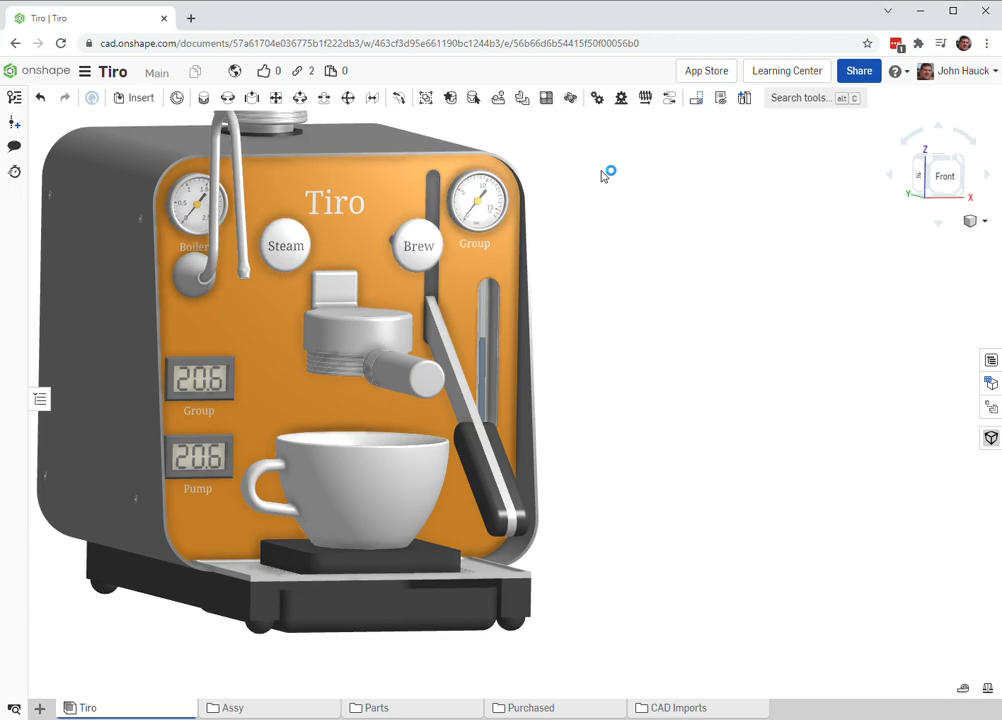 Tiro | Tiro
cad.onshape.com/documents/57a61704e036775b1f222db3/w/463cf3d95e661190bc1244b3/e/56b66d6b54415f50f00056b0
1
onshape Tiro Main 0 2 0 App Store Learning Center Share John Hauck
Insert Search tools... alt C
Z
Front
Y X
Tiro
10
Boiler
Steam
Brew
Group
20.6
Group
20.6
Pump
Tiro Assy Parts Purchased CAD Imports